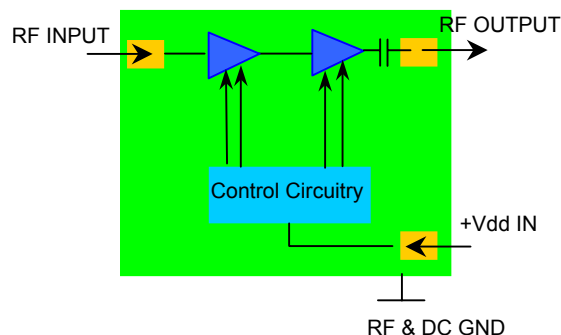 RF INPUT
RF OUTPUT
Control Circuitry
+Vdd IN
RF & DC GND